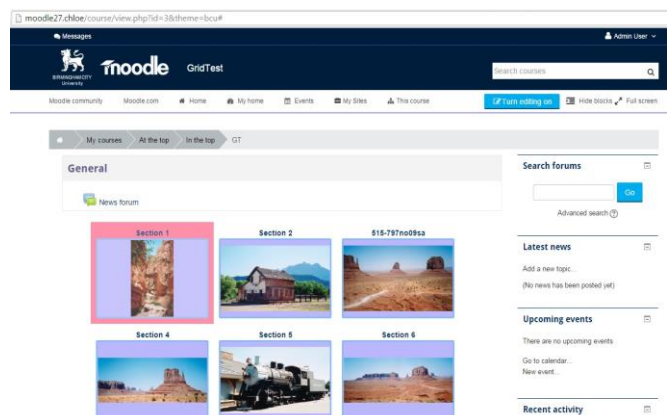 moodle27.chloe/course/view.php?id=3&theme=bcu#
Messages
Admin User
BIRMINGHAM CITY
University
moodle
GridTest
Search courses
Moodle community
Moodle.com
Home
My home
Events
My Sites
This course
Turn editing on
Hide blocks
Full screen
My courses
At the top
In the top
GT
General
News forum
Section 1
Section 2
515-797no09sa
Section 4
Section 5
Section 6
Search forums
Go
Advanced search
Latest news
Add a new topic...
(No news has been posted yet)
Upcoming events
There are no upcoming events
Go to calendar...
New event...
Recent activity